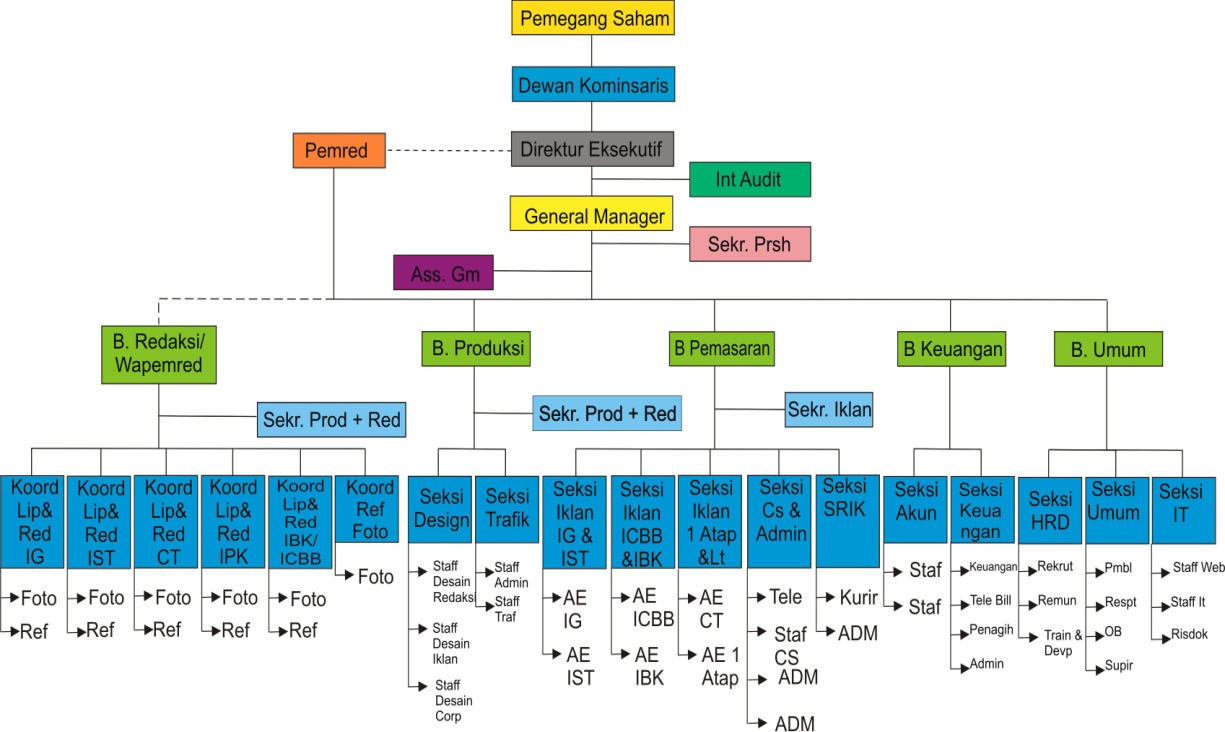 Pemegang Saham
Dewan Kominsaris
Pemred
Direktur Eksekutif
Int Audit
General Manager
Sekr. Prsh
Ass. Gm
B. Redaksi/
Wapemred
B. Produksi
B Pemasaran
B Keuangan
B. Umum
Sekr. Prod + Red
Sekr. Prod + Red
Sekr. Iklan
Koord
Lip&
Red
IG
Koord
Lip&
Red
IST
Koord
Lip&
Red
CT
Koord
Lip&
Red
IPK
Koord
Lip&
Red
IBK/
ICBB
Koord
Ref
Foto
Seksi
Design
Seksi
Trafik
Seksi
Iklan
IG &
IST
Seksi
Iklan
ICBB
&IBK
Seksi
Iklan
1 Atap
&Lt
Seksi
Cs &
Admin
Seksi
SRIK
Seksi
Akun
Seksi
Keua
ngan
Seksi
HRD
Seksi
Umum
Seksi
IT
Foto
Ref
Foto
Ref
Foto
Ref
Foto
Ref
Foto
Ref
Foto
Staff
Desain
Redaksi
Staff
Desain
Iklan
Staff
Desain
Corp
Staff
Admin
Staff
Traf
AE
IG
AE
IST
AE
ICBB
AE
IBK
AE
CT
AE 1
Atap
Tele
Staf
CS
ADM
ADM
Kurir
ADM
Staf
Staf
Keuangan
Tele Bill
Penagih
Admin
Rekrut
Remun
Train &
Devp
Pmbl
Respt
OB
Supir
Staff Web
Staff It
Risdok